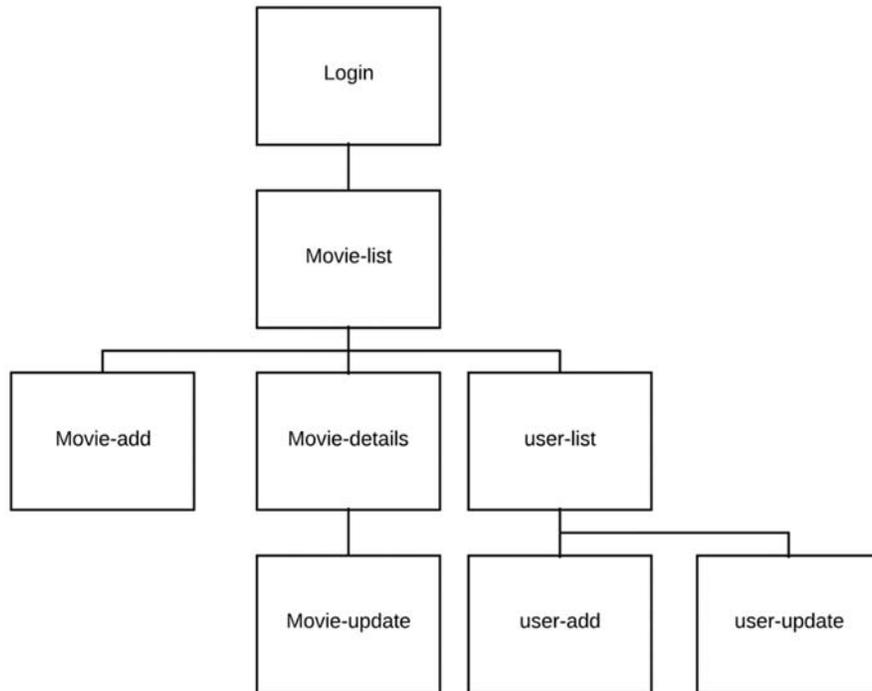 Login
Movie-list
Movie-add
Movie-details
user-list
Movie-update
user-add
user-update